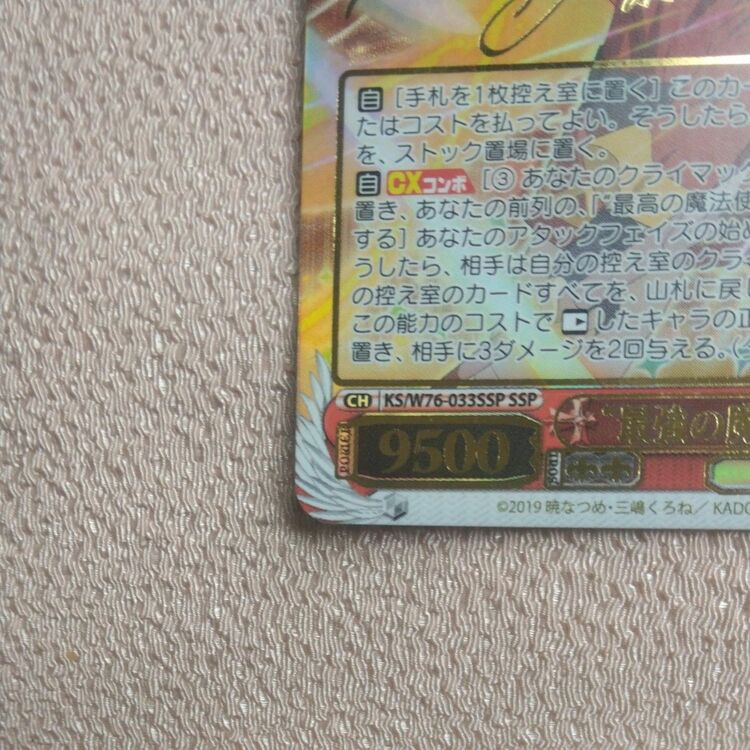 自 [手札を1枚控え室に置く] このカー
たはコストを払ってよい。そうしたら
を、ストック置場に置く。
自 CXコンボ [③ あなたのクライマッ
置き、あなたの前列の、「“最高の魔法使
する] あなたのアタックフェイズの始め
うしたら、相手は自分の控え室のクラ
の控え室のカードすべてを、山札に戻
この能力のコストで したキャラの正
置き、相手に3ダメージを2回与える。(
CH KS/W76-033SSP SSP
POWER 9500 SOUL “最強の魔
©2019 暁なつめ・三嶋くろね／KADO